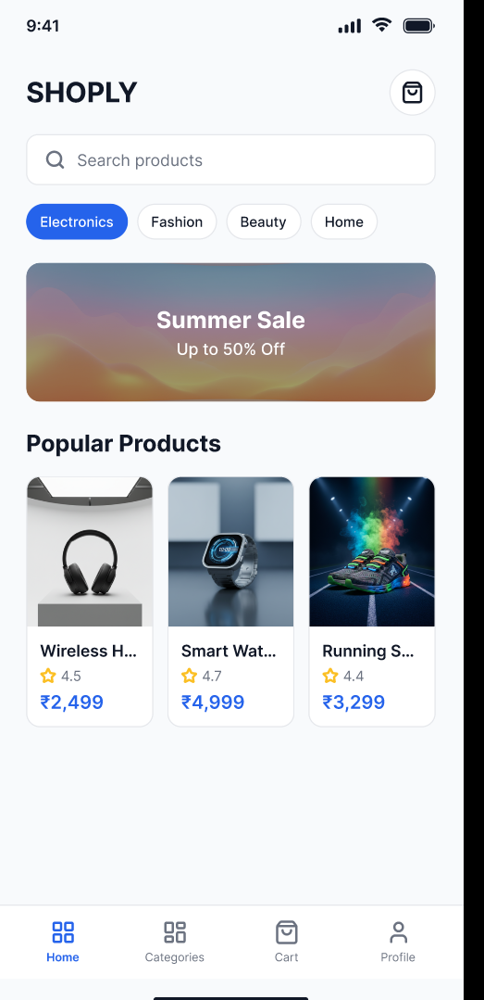 9:41
SHOPLY
Search products
Electronics
Fashion
Beauty
Home
Summer Sale
Up to 50% Off
Popular Products
Wireless H...
4.5
₹2,499
Smart Wat...
4.7
₹4,999
Running S...
4.4
₹3,299
Home
Categories
Cart
Profile